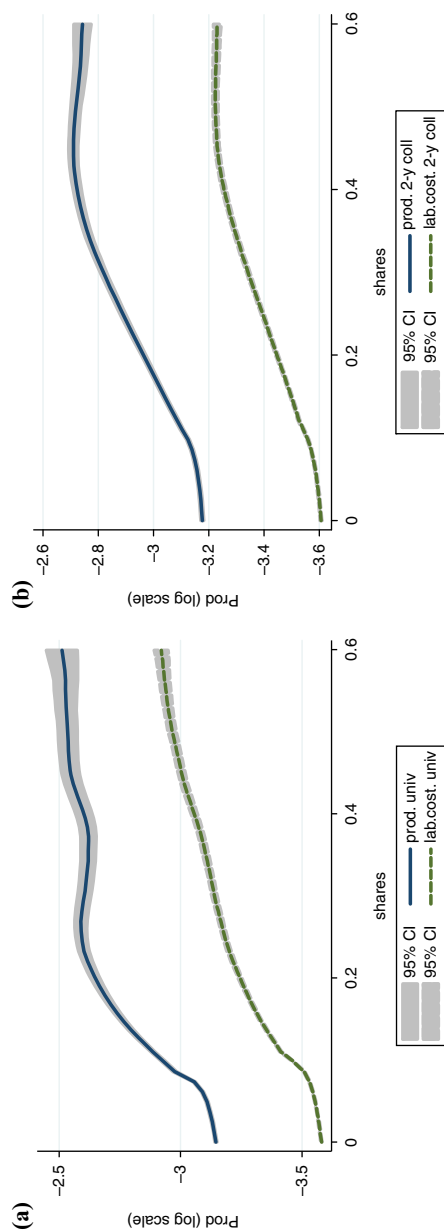 (a)
Prod (log scale)
−2.5
−3
−3.5
0 0.2 0.4 0.6
shares
95% CI prod. univ
95% CI lab.cost. univ
(b)
Prod (log scale)
−2.6
−2.8
−3
−3.2
−3.4
−3.6
0 0.2 0.4 0.6
shares
95% CI prod. 2-y coll
95% CI lab.cost. 2-y coll